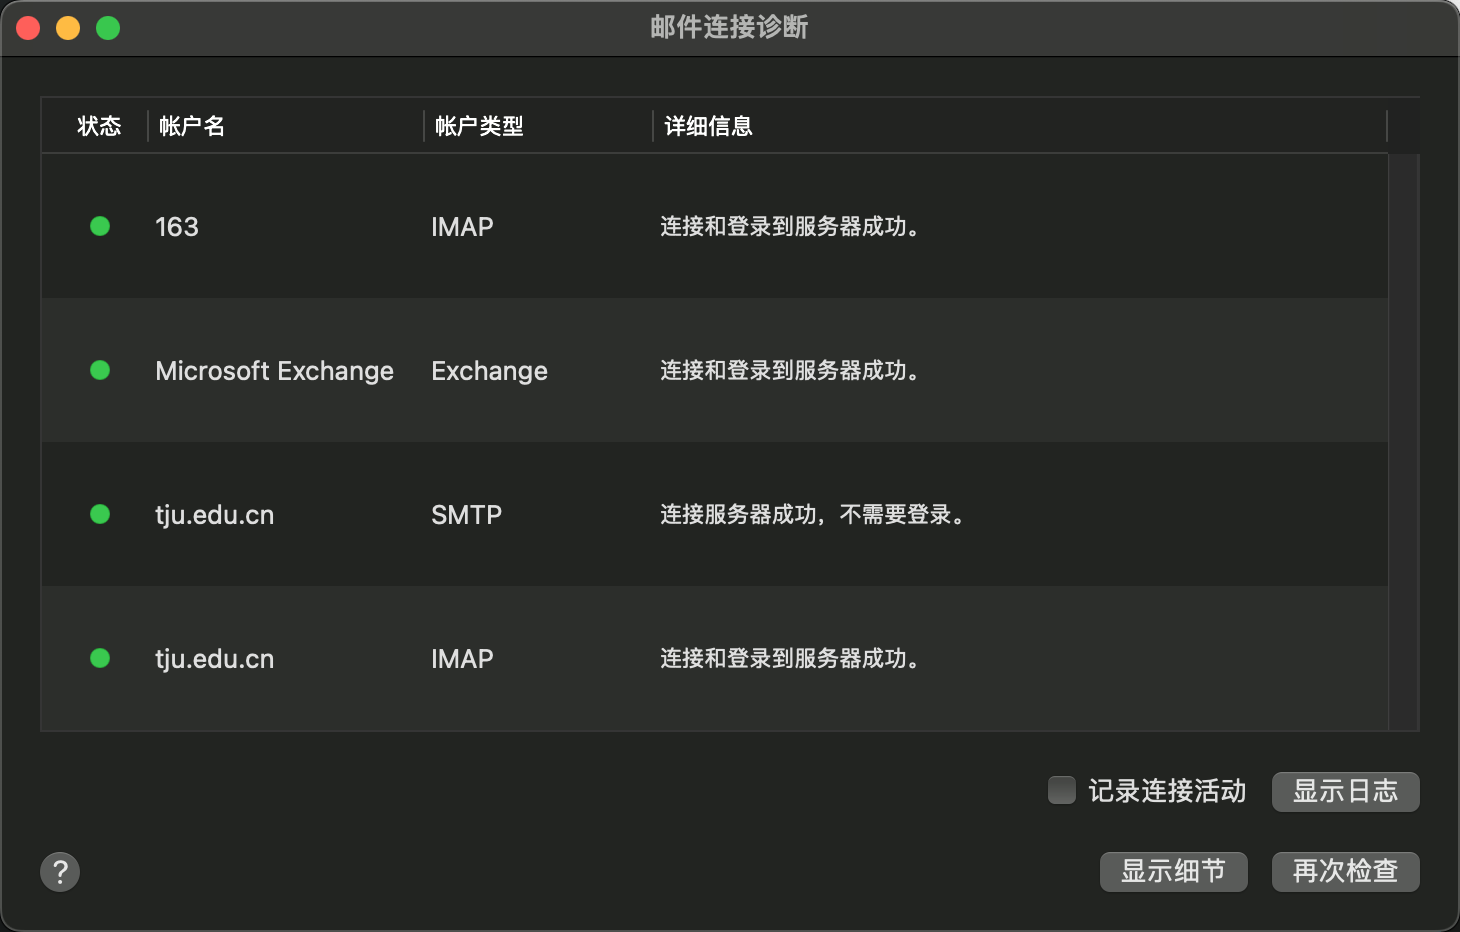 邮件连接诊断
状态 帐户名 帐户类型 详细信息
163 IMAP 连接和登录到服务器成功。
Microsoft Exchange Exchange 连接和登录到服务器成功。
tju.edu.cn SMTP 连接服务器成功，不需要登录。
tju.edu.cn IMAP 连接和登录到服务器成功。
记录连接活动 显示日志
? 显示细节 再次检查